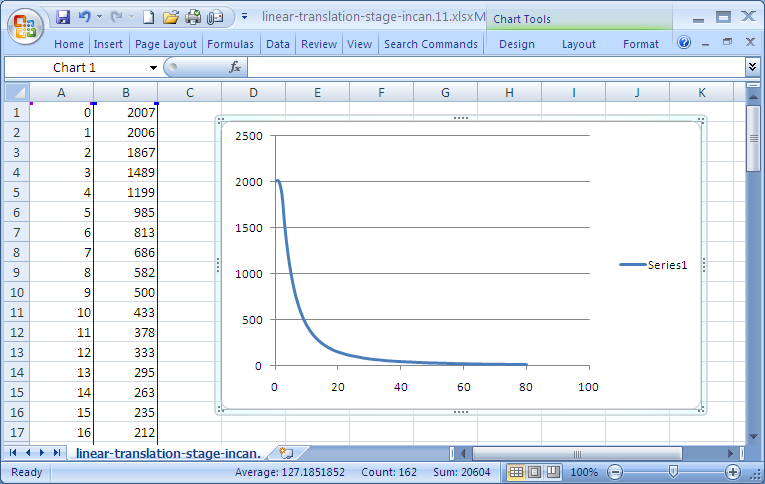 linear-translation-stage-incan.11.xlsxM
Chart Tools
Home Insert Page Layout Formulas Data Review View Search Commands Design Layout Format
Chart 1 fx
A B C D E F G H I J K
1 0 2007
2 1 2006
3 2 1867
4 3 1489
5 4 1199
6 5 985
7 6 813
8 7 686
9 8 582
10 9 500
11 10 433
12 11 378
13 12 333
14 13 295
15 14 263
16 15 235
17 16 212
2500
2000
1500
1000
500
0
0 20 40 60 80 100
Series1
linear-translation-stage-incan.
Ready Average: 127.1851852 Count: 162 Sum: 20604 100%